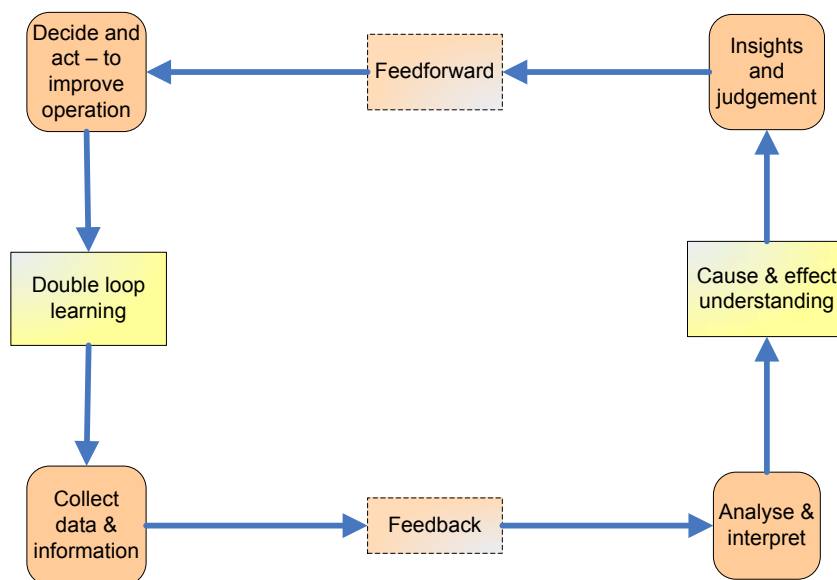 Decide and
act – to
improve
operation
Feedforward
Insights
and
judgement
Double loop
learning
Cause & effect
understanding
Collect
data &
information
Feedback
Analyse &
interpret